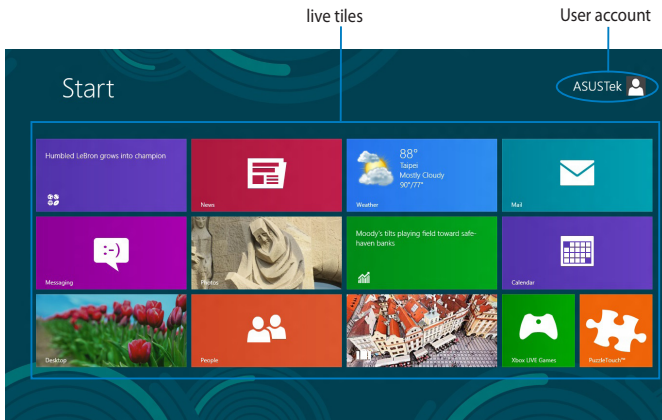 live tiles
User account
Start
ASUSTek
Humbled LeBron grows into champion
News
88°
Taipei
Mostly Cloudy
90°/77°
Weather
Mail
Messaging
Photos
Moody's tilts playing field toward safe-
haven banks
Calendar
Desktop
People
Xbox LIVE Games
PuzzleTouch™